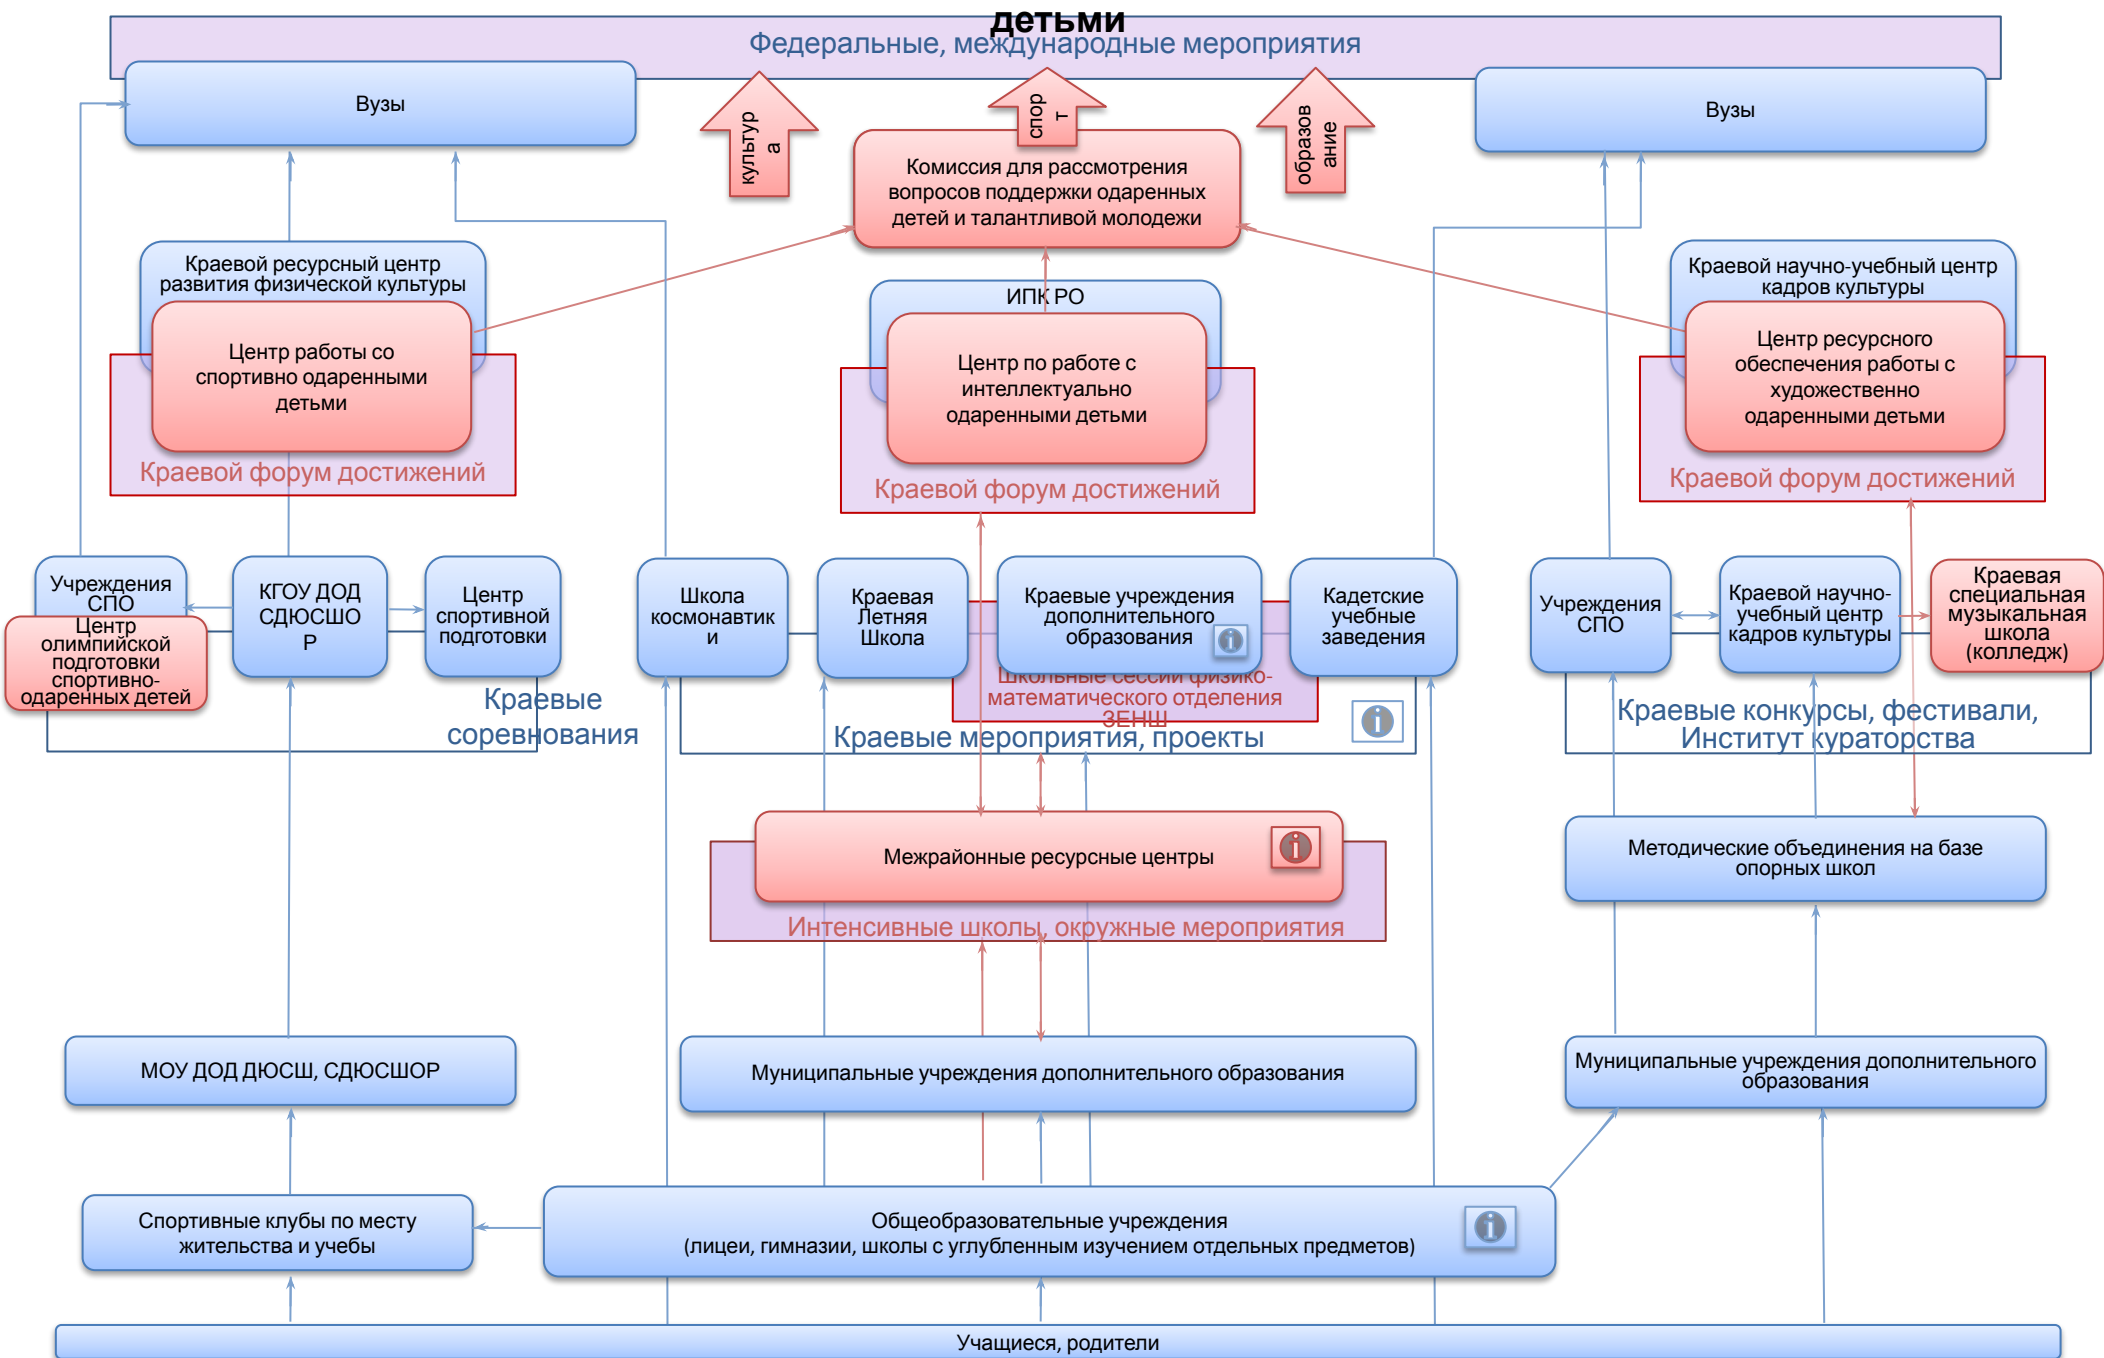 детьми
Федеральные, международные мероприятия
Вузы
культур
а
спор
т
образов
ание
Вузы
Комиссия для рассмотрения
вопросов поддержки одаренных
детей и талантливой молодежи
Краевой ресурсный центр
развития физической культуры
Центр работы со
спортивно одаренными
детьми
Краевой форум достижений
ИПК РО
Центр по работе с
интеллектуально
одаренными детьми
Краевой форум достижений
Краевой научно-учебный центр
кадров культуры
Центр ресурсного
обеспечения работы с
художественно
одаренными детьми
Краевой форум достижений
Учреждения
СПО
Центр
олимпийской
подготовки
спортивно-
одаренных детей
КГОУ ДОД
СДЮСШО
Р
Центр
спортивной
подготовки
Краевые
соревнования
Школа
космонавтик
и
Краевая
Летняя
Школа
Краевые учреждения
дополнительного
образования
Кадетские
учебные
заведения
Школьные сессии физико-
математического отделения
ЗЕНШ
Краевые мероприятия, проекты
Учреждения
СПО
Краевой научно-
учебный центр
кадров культуры
Краевая
специальная
музыкальная
школа
(колледж)
Краевые конкурсы, фестивали,
Институт кураторства
Межрайонные ресурсные центры
Интенсивные школы, окружные мероприятия
Методические объединения на базе
опорных школ
МОУ ДОД ДЮСШ, СДЮСШОР
Муниципальные учреждения дополнительного образования
Муниципальные учреждения дополнительного
образования
Спортивные клубы по месту
жительства и учебы
Общеобразовательные учреждения
(лицеи, гимназии, школы с углубленным изучением отдельных предметов)
Учащиеся, родители